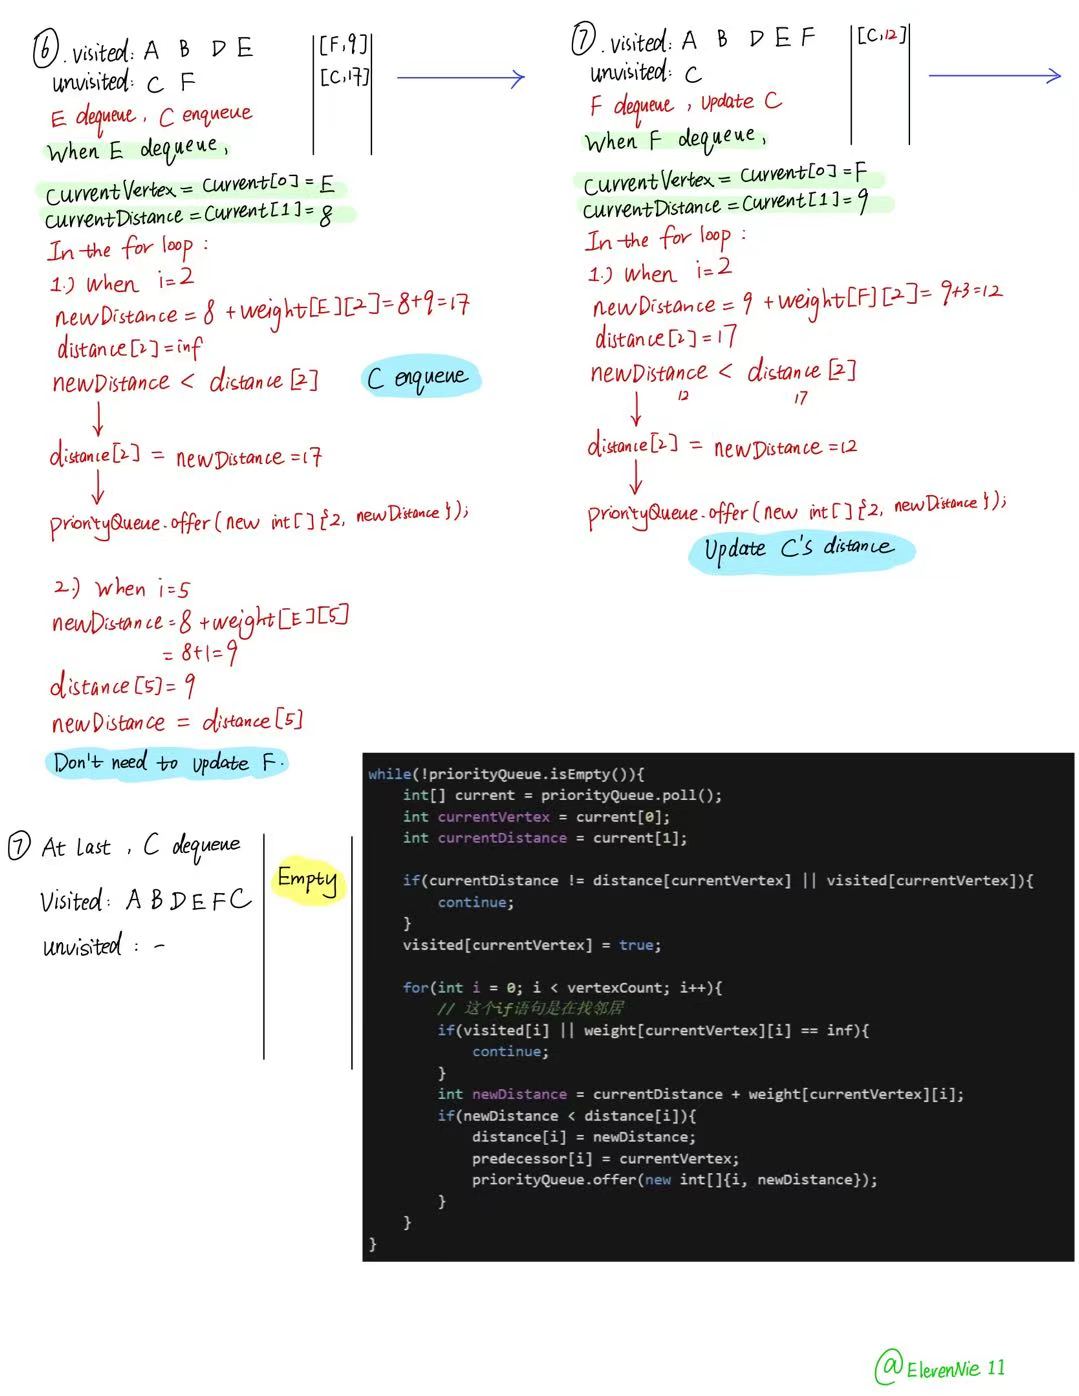 ⑥. visited: A B D E
unvisited: C F
E dequeue, C enqueue
When E dequeue,
[F,9]
[C,17]
currentVertex = current[0] = E
currentDistance = current[1] = 8
In the for loop:
1.) When i=2
newDistance = 8 + weight[E][2] = 8+9=17
distance[2]=inf
newDistance < distance[2]
C enqueue
↓
distance[2] = newDistance =17
↓
priorityQueue.offer(new int[]{2, newDistance});
2.) When i=5
newDistance=8 +weight[E][5]
= 8+1=9
distance[5]=9
newDistance = distance[5]
Don't need to update F.
⑦. visited: A B D E F
unvisited: C
F dequeue, update C
When F dequeue,
[C,12]
currentVertex = current[0]=F
currentDistance = current[1]=9
In the for loop:
1.) When i=2
newDistance = 9 +weight[F][2]= 9+3=12
distance[2]=17
newDistance < distance[2]
12 17
↓
distance[2] = newDistance =12
↓
priorityQueue.offer(new int[]{2, newDistance});
Update C's distance
⑦ At last, C dequeue
Visited: A B D E F C
unvisited: -
Empty
while(!priorityQueue.isEmpty()){
int[] current = priorityQueue.poll();
int currentVertex = current[0];
int currentDistance = current[1];
if(currentDistance != distance[currentVertex] || visited[currentVertex]){
continue;
}
visited[currentVertex] = true;
for(int i = 0; i < vertexCount; i++){
// 这个if语句是在找邻居
if(visited[i] || weight[currentVertex][i] == inf){
continue;
}
int newDistance = currentDistance + weight[currentVertex][i];
if(newDistance < distance[i]){
distance[i] = newDistance;
predecessor[i] = currentVertex;
priorityQueue.offer(new int[]{i, newDistance});
}
}
}
@ElevenNie 11